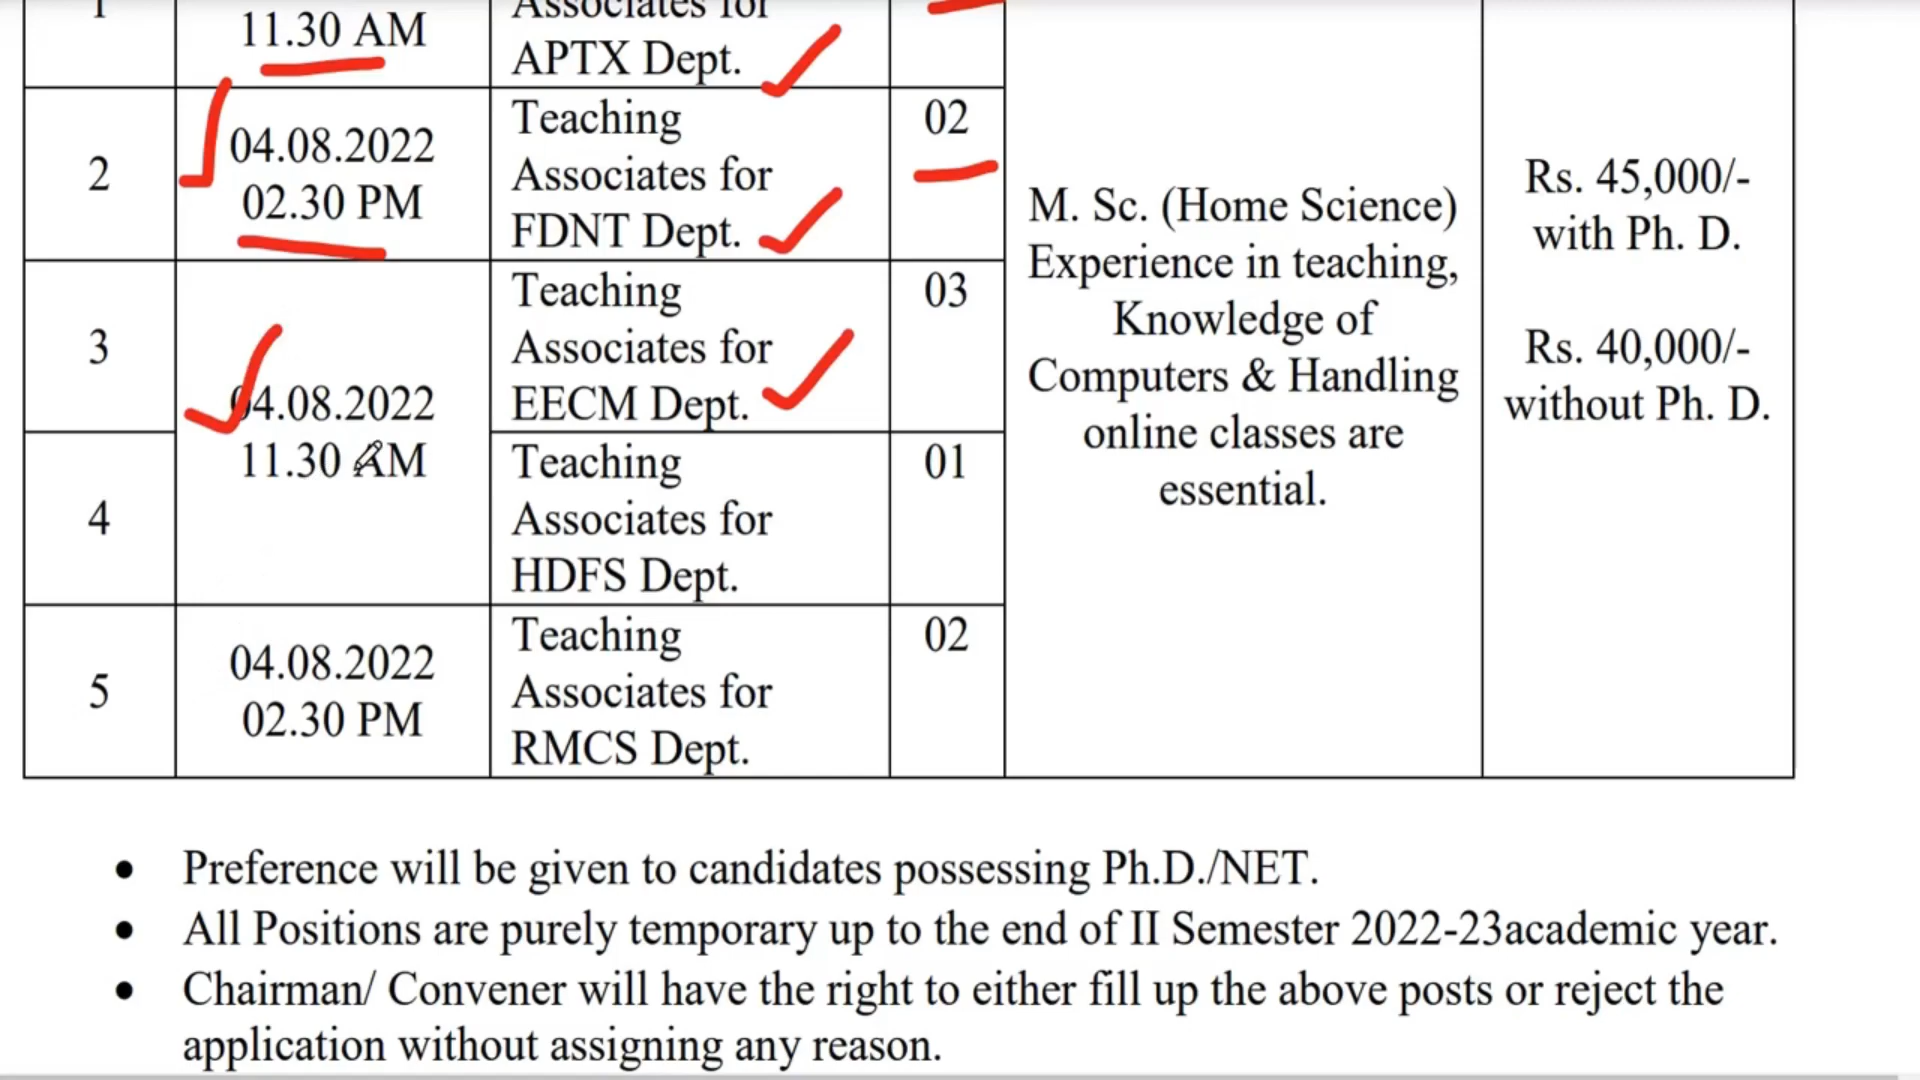 1
11.30 AM
Associates for
APTX Dept.
2
04.08.2022
02.30 PM
Teaching
Associates for
FDNT Dept.
02
3
04.08.2022
11.30 AM
Teaching
Associates for
EECM Dept.
03
4
Teaching
Associates for
HDFS Dept.
01
5
04.08.2022
02.30 PM
Teaching
Associates for
RMCS Dept.
02
M. Sc. (Home Science)
Experience in teaching,
Knowledge of
Computers & Handling
online classes are
essential.
Rs. 45,000/-
with Ph. D.
Rs. 40,000/-
without Ph. D.
• Preference will be given to candidates possessing Ph.D./NET.
• All Positions are purely temporary up to the end of II Semester 2022-23academic year.
• Chairman/ Convener will have the right to either fill up the above posts or reject the
application without assigning any reason.